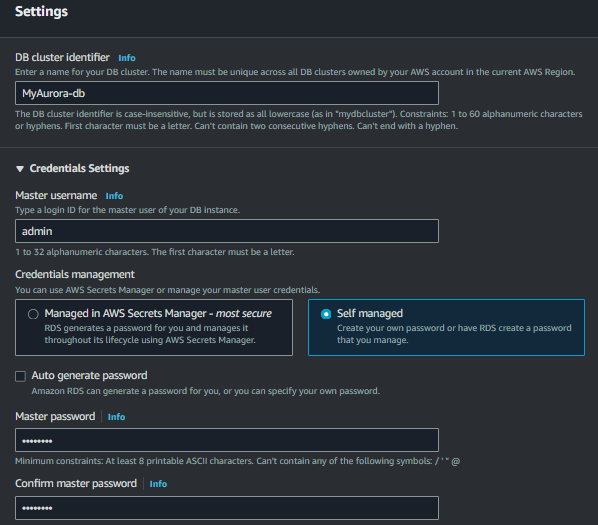 Settings
DB cluster identifier Info
Enter a name for your DB cluster. The name must be unique across all DB clusters owned by your AWS account in the current AWS Region.
MyAurora-db
The DB cluster identifier is case-insensitive, but is stored as all lowercase (as in "mydbcluster"). Constraints: 1 to 60 alphanumeric characters
or hyphens. First character must be a letter. Can't contain two consecutive hyphens. Can't end with a hyphen.
▼ Credentials Settings
Master username Info
Type a login ID for the master user of your DB instance.
admin
1 to 32 alphanumeric characters. The first character must be a letter.
Credentials management
You can use AWS Secrets Manager or manage your master user credentials.
Managed in AWS Secrets Manager - most secure
RDS generates a password for you and manages it
throughout its lifecycle using AWS Secrets Manager.
Self managed
Create your own password or have RDS create a password
that you manage.
Auto generate password
Amazon RDS can generate a password for you, or you can specify your own password.
Master password Info
••••••••
Minimum constraints: At least 8 printable ASCII characters. Can't contain any of the following symbols: / ' " @
Confirm master password Info
••••••••